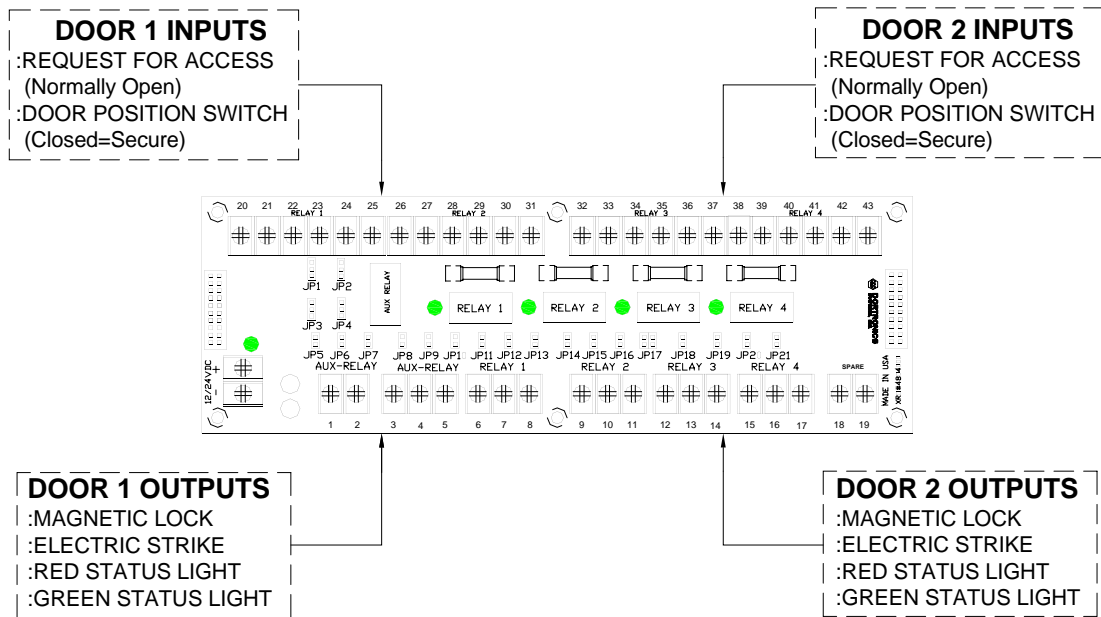 DOOR 1 INPUTS
:REQUEST FOR ACCESS
(Normally Open)
:DOOR POSITION SWITCH
(Closed=Secure)
DOOR 2 INPUTS
:REQUEST FOR ACCESS
(Normally Open)
:DOOR POSITION SWITCH
(Closed=Secure)
20 21 22 23 24 25 26 27 28 29 30 31 32 33 34 35 36 37 38 39 40 41 42 43
RELAY 1 RELAY 2 RELAY 3 RELAY 4
JP1 JP2
AUX RELAY
RELAY 1 RELAY 2 RELAY 3 RELAY 4
JP3 JP4
JP5 JP6 JP7 JP8 JP9 JP1 JP11 JP12 JP13 JP14 JP15 JP16 JP17 JP18 JP19 JP2 JP21
AUX-RELAY AUX-RELAY RELAY 1 RELAY 2 RELAY 3 RELAY 4 SPARE
12/24VDC - +
MADE IN USA
1 2 3 4 5 6 7 8 9 10 11 12 13 14 15 16 17 18 19
DOOR 1 OUTPUTS
:MAGNETIC LOCK
:ELECTRIC STRIKE
:RED STATUS LIGHT
:GREEN STATUS LIGHT
DOOR 2 OUTPUTS
:MAGNETIC LOCK
:ELECTRIC STRIKE
:RED STATUS LIGHT
:GREEN STATUS LIGHT